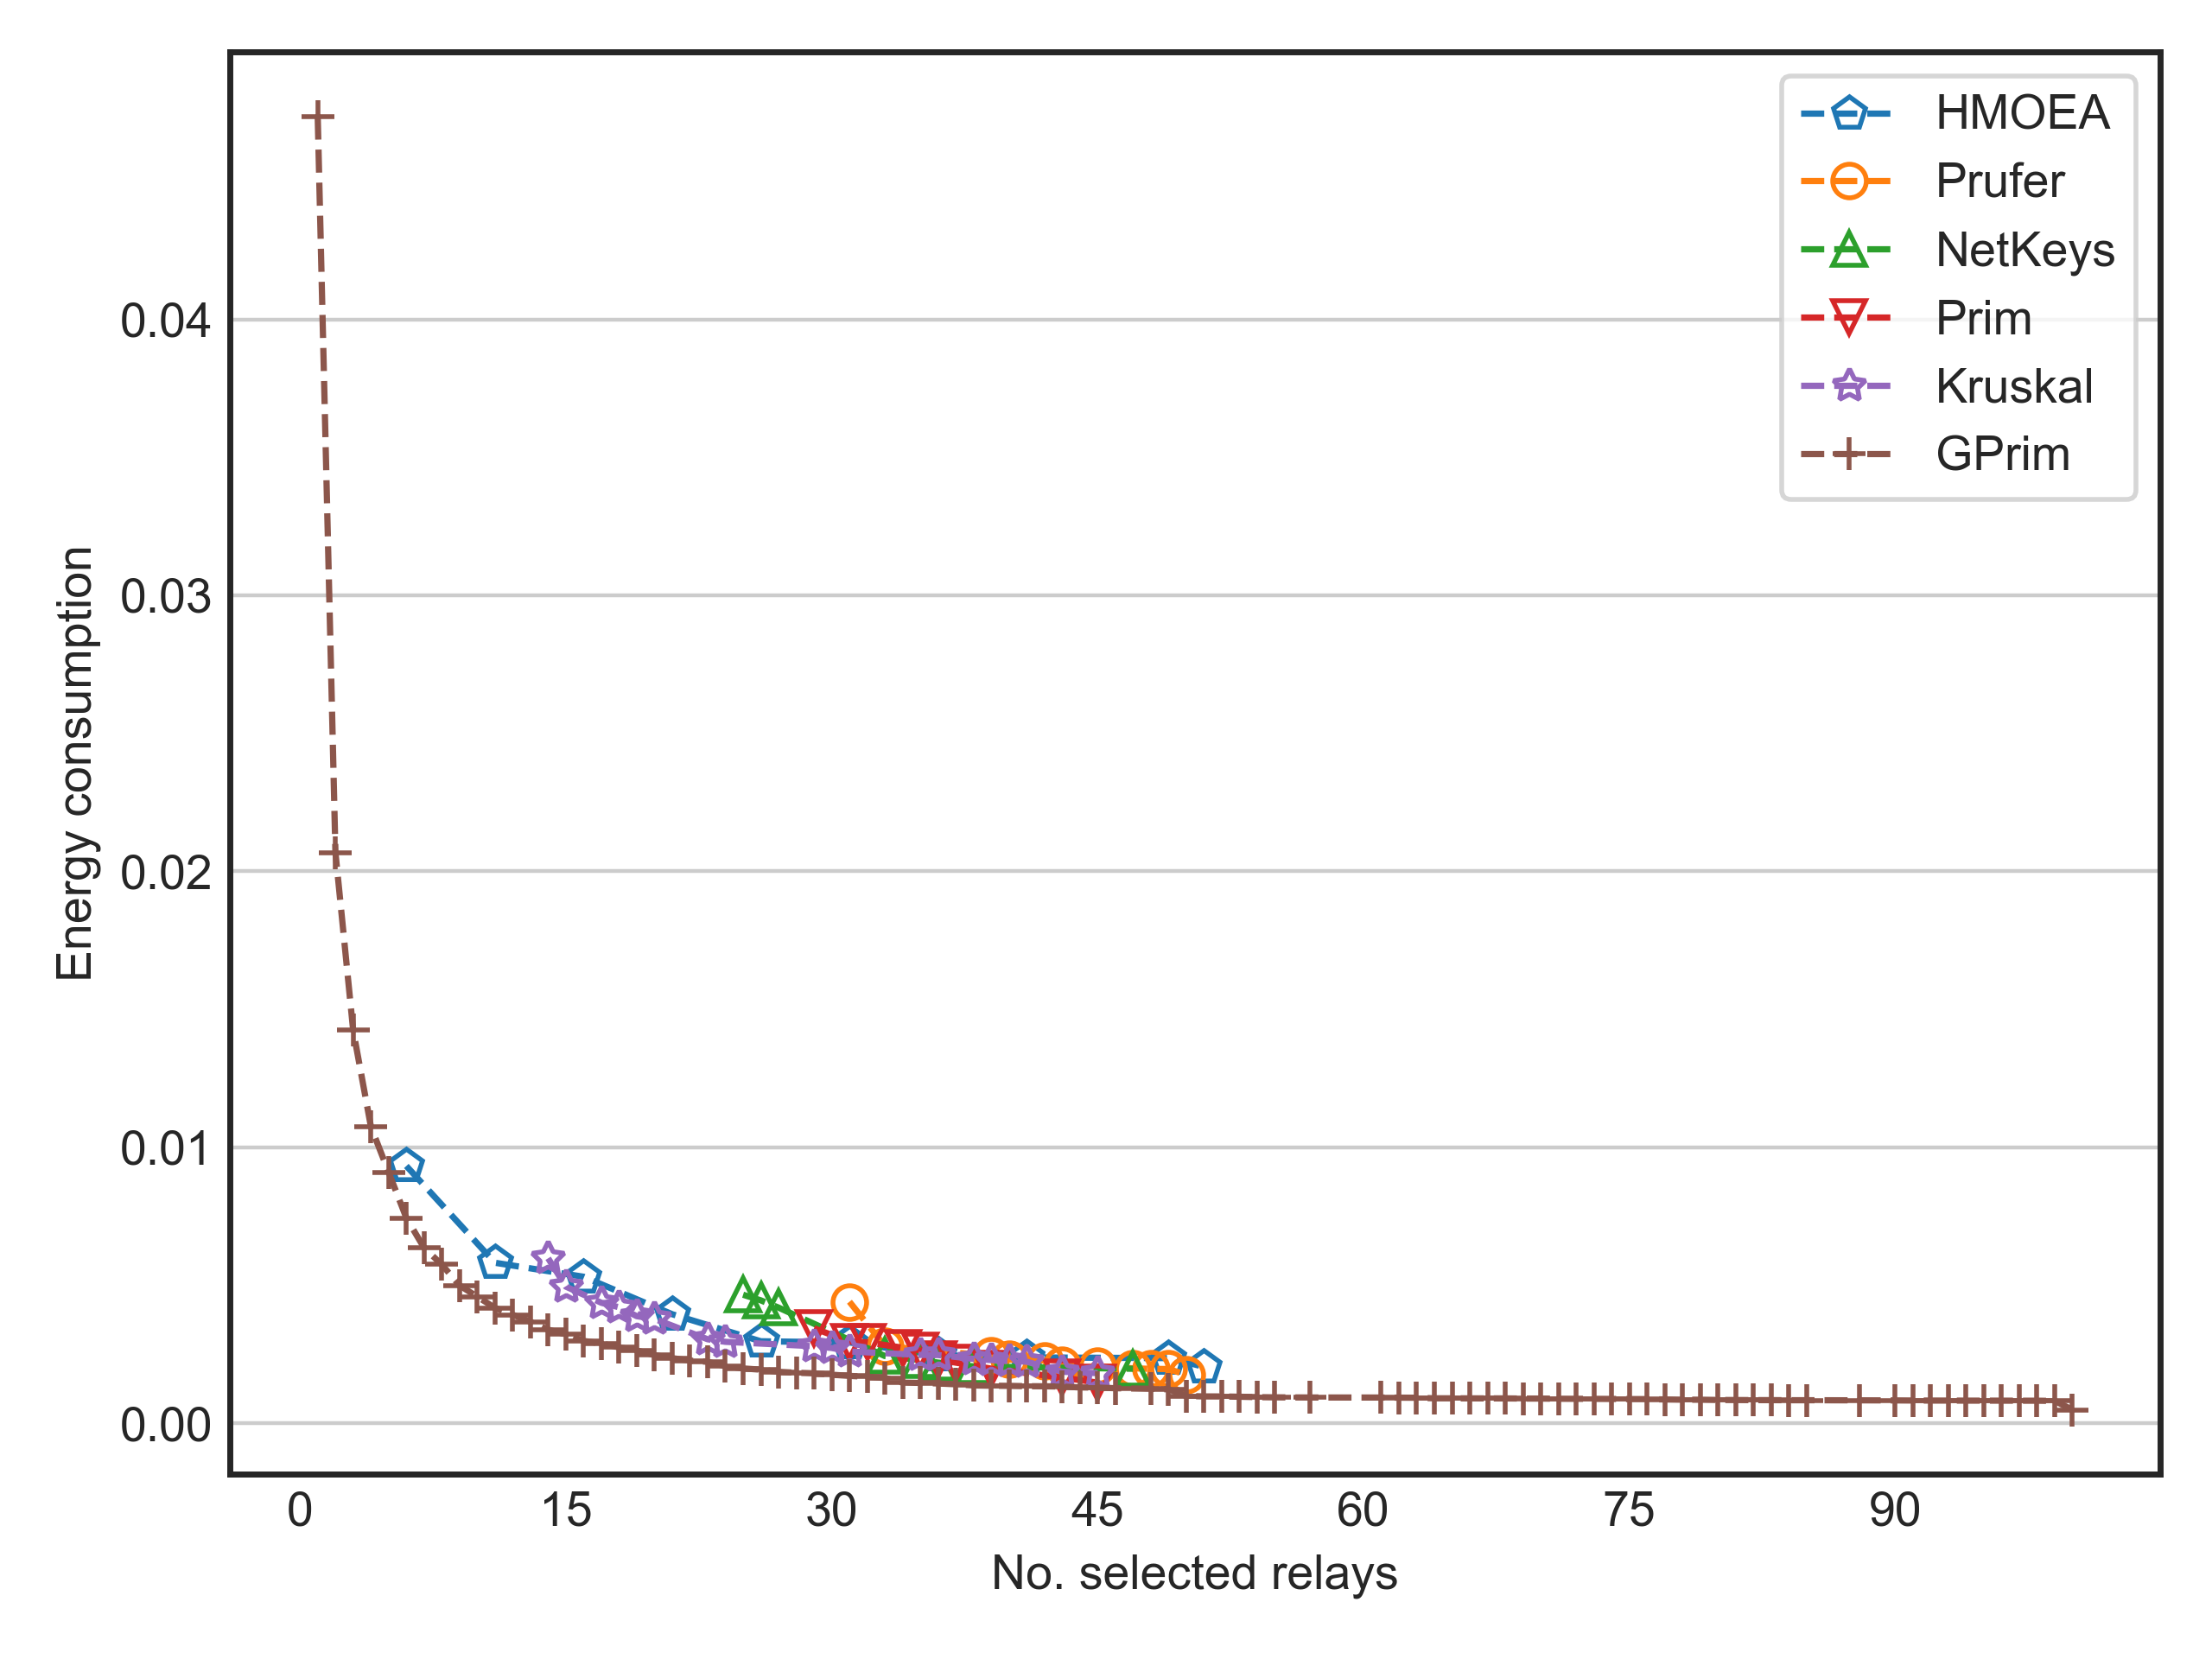 HMOEA
Prufer
NetKeys
Prim
Kruskal
GPrim
Energy consumption
0.04
0.03
0.02
0.01
0.00
0 15 30 45 60 75 90
No. selected relays